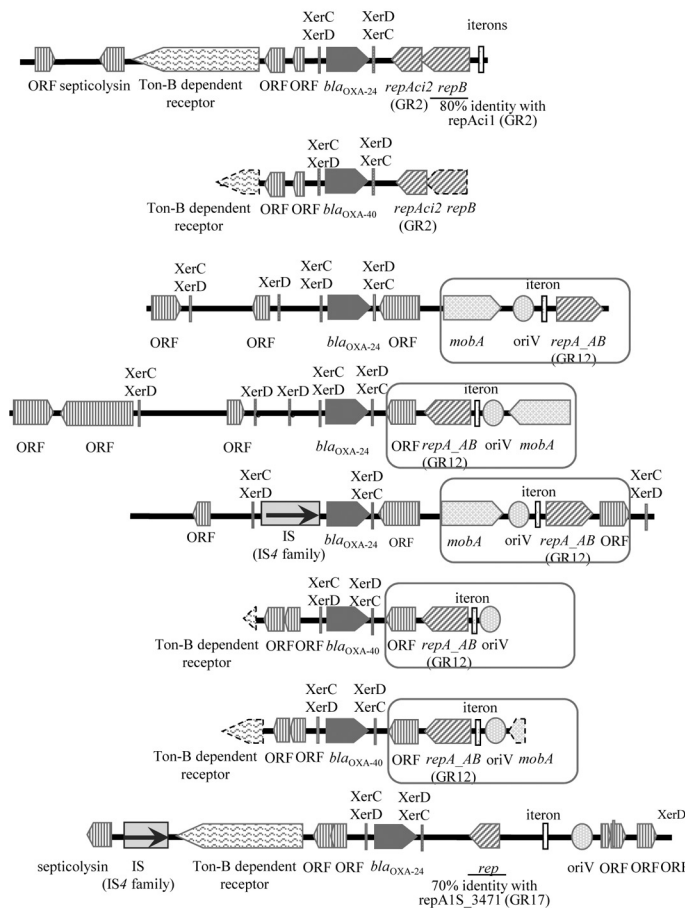 XerC XerD iterons
XerD XerC
ORF septicolysin Ton-B dependent receptor ORF ORF blaOXA-24 repAci2 (GR2) repB
80% identity with repAci1 (GR2)
XerC XerD
XerD XerC
Ton-B dependent receptor ORF ORF blaOXA-40 repAci2 repB
(GR2)
XerC XerC XerD iteron
XerD XerD XerD XerC
ORF ORF blaOXA-24 ORF mobA oriV repA_AB
(GR12)
XerC XerC XerD iteron
XerD XerD XerD XerD XerC
ORF ORF ORF blaOXA-24 ORF repA_AB oriV mobA
(GR12)
XerC XerD iteron XerC
XerD XerC XerD
ORF IS blaOXA-24 ORF mobA oriV repA_AB ORF
(IS4 family) (GR12)
XerC XerD iteron
XerD XerC
Ton-B dependent receptor ORF ORF blaOXA-40 ORF repA_AB oriV
(GR12)
XerC XerD iteron
XerD XerC
Ton-B dependent receptor ORF ORF blaOXA-40 ORF repA_AB oriV mobA
(GR12)
XerC XerD iteron XerD
XerD XerC
septicolysin IS Ton-B dependent receptor ORF ORF blaOXA-24 rep oriV ORF ORF ORF
(IS4 family) 70% identity with
repA1S_3471 (GR17)